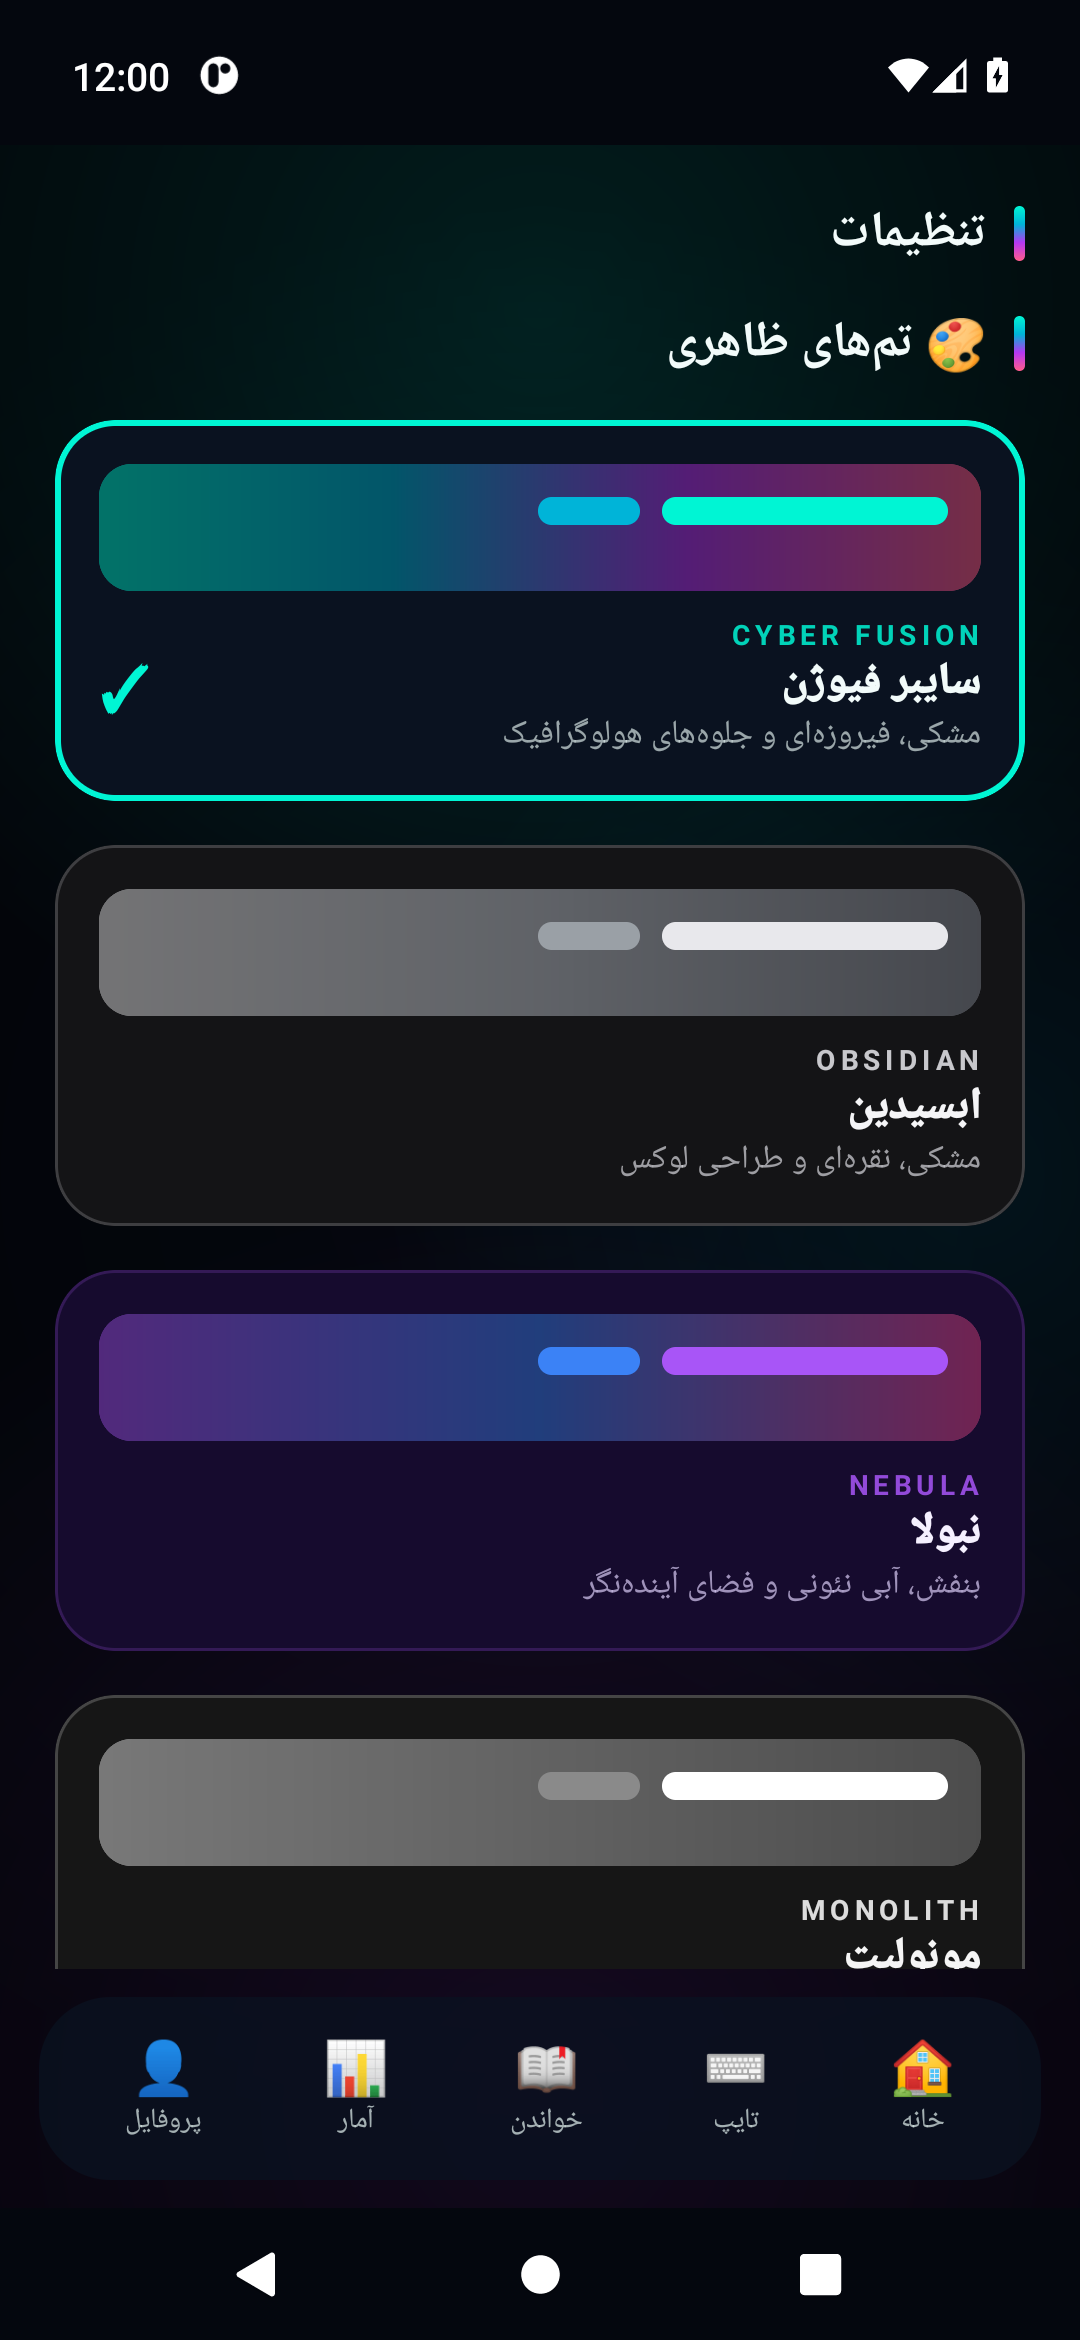 12:00
تنظیمات
🎨 تم‌های ظاهری
CYBER FUSION
سایبر فیوژن
مشکی، فیروزه‌ای و جلوه‌های هولوگرافیک
✓
OBSIDIAN
ابسیدین
مشکی، نقره‌ای و طراحی لوکس
NEBULA
نبولا
بنفش، آبی نئونی و فضای آینده‌نگر
MONOLITH
مونولیت
خانه
تایپ
خواندن
آمار
پروفایل